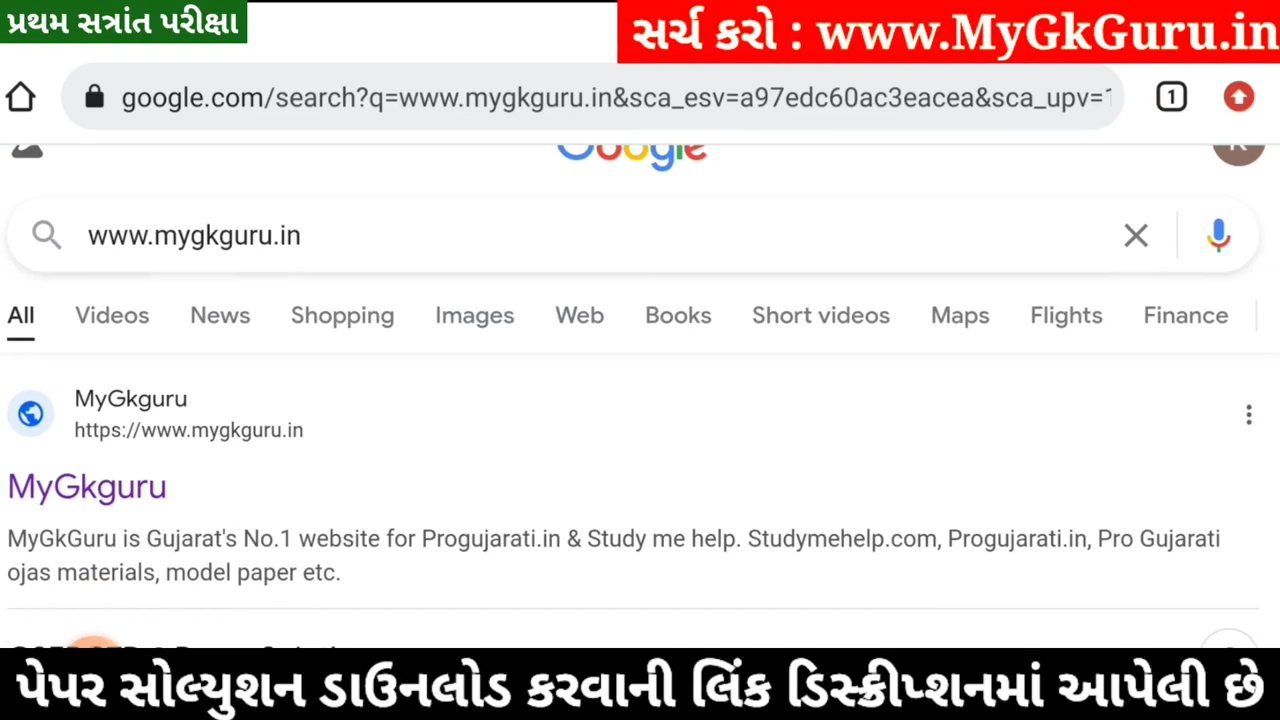 પ્રથમ સત્રાંત પરીક્ષા
સર્ચ કરો : www.MyGkGuru.in
google.com/search?q=www.mygkguru.in&sca_esv=a97edc60ac3eacea&sca_upv=1
1
Google
www.mygkguru.in
All Videos News Shopping Images Web Books Short videos Maps Flights Finance
MyGkguru
https://www.mygkguru.in
MyGkguru
MyGkGuru is Gujarat's No.1 website for Progujarati.in & Study me help. Studymehelp.com, Progujarati.in, Pro Gujarati
ojas materials, model paper etc.
પેપર સોલ્યુશન ડાઉનલોડ કરવાની લિંક ડિસ્ક્રીપ્શનમાં આપેલી છે